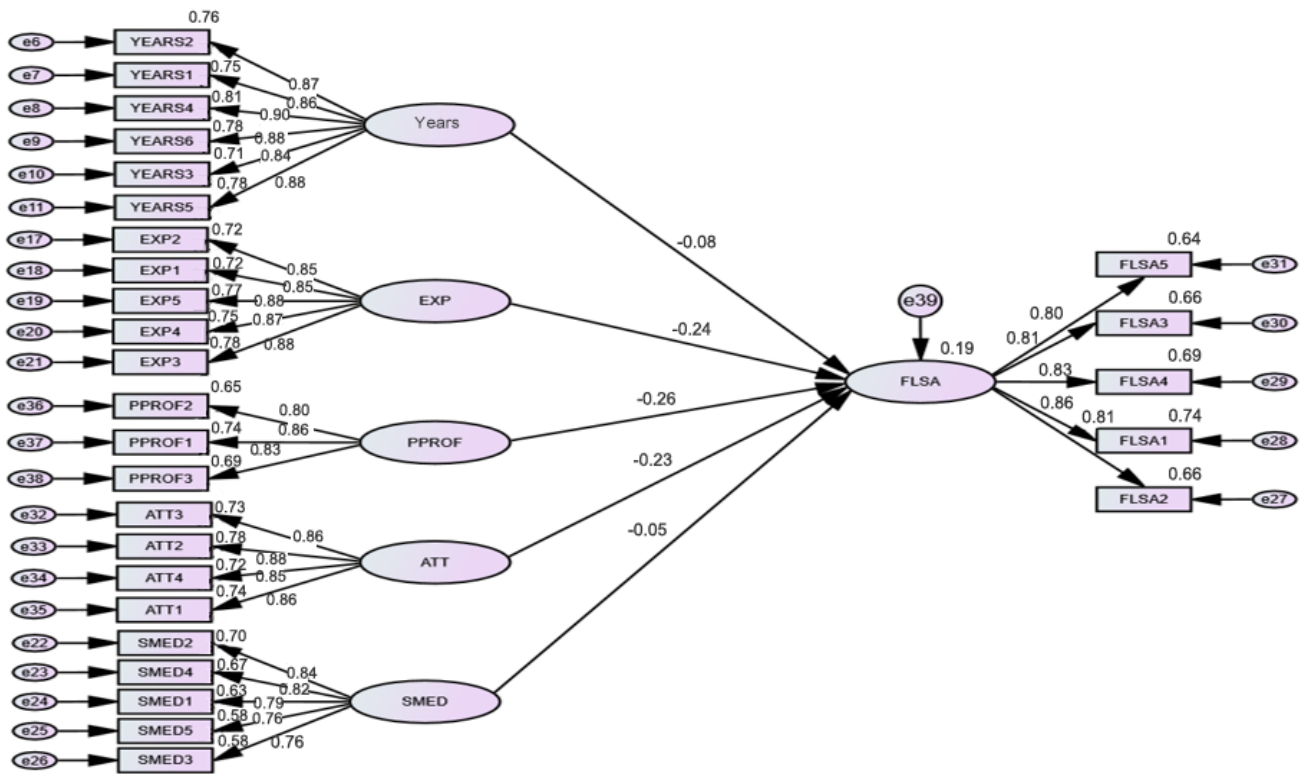 0.76
e6 YEARS2
0.87
e7 YEARS1 0.75
0.86
e8 YEARS4 0.81
0.90
e9 YEARS6 0.78
0.88
e10 YEARS3 0.71
0.84
e11 YEARS5 0.78
0.88
Years
-0.08
e17 EXP2 0.72
0.85
e18 EXP1 0.72
0.85
e19 EXP5 0.77
0.88
e20 EXP4 0.75
0.87
e21 EXP3 0.78
0.88
EXP
-0.24
0.65
e36 PPROF2
0.80
e37 PPROF1 0.74
0.86
e38 PPROF3 0.69
0.83
PPROF
-0.26
e32 ATT3 0.73
0.86
e33 ATT2 0.78
0.88
e34 ATT4 0.72
0.85
e35 ATT1 0.74
0.86
ATT
-0.23
e22 SMED2 0.70
0.84
e23 SMED4 0.67
0.82
e24 SMED1 0.63
0.79
e25 SMED5 0.58
0.76
e26 SMED3 0.58
0.76
SMED
-0.05
e39
0.19
FLSA
0.64
0.80 FLSA5 e31
0.66
0.81 FLSA3 e30
0.69
0.83 FLSA4 e29
0.74
0.86 FLSA1 e28
0.66
0.81 FLSA2 e27